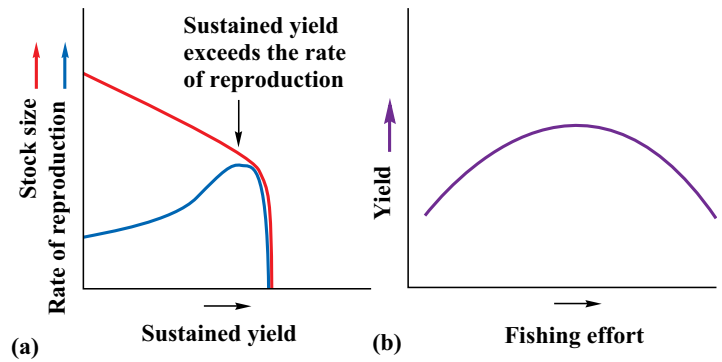 Sustained yield
exceeds the rate
of reproduction
Stock size
Rate of reproduction
Sustained yield
(a)
Yield
Fishing effort
(b)